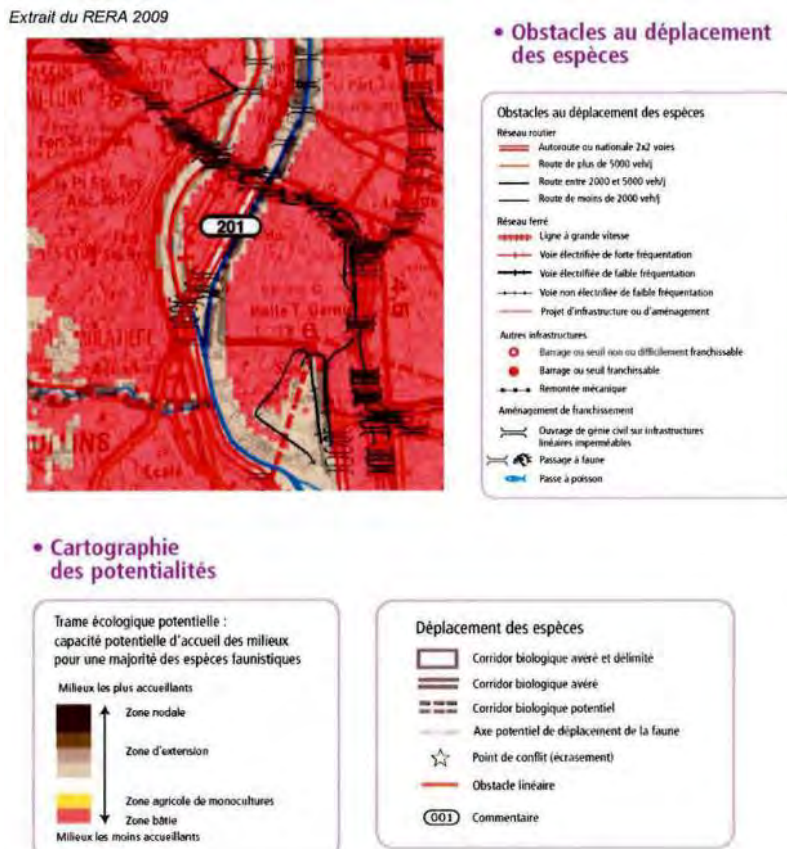 Extrait du RERA 2009
201
• Obstacles au déplacement
des espèces
Obstacles au déplacement des espèces
Réseau routier
Autoroute ou nationale 2x2 voies
Route de plus de 5000 veh/j
Route entre 2000 et 5000 veh/j
Route de moins de 2000 veh/j
Réseau ferré
Ligne à grande vitesse
Voie électrifiée de forte fréquentation
Voie électrifiée de faible fréquentation
Voie non électrifiée de faible fréquentation
Projet d'infrastructure ou d'aménagement
Autres infrastructures
Barrage ou seuil non ou difficilement franchissable
Barrage ou seuil franchissable
Remontée mécanique
Aménagement de franchissement
Ouvrage de génie civil sur infrastructures
linéaires imperméables
Passage à faune
Passe à poisson
• Cartographie
des potentialités
Trame écologique potentielle :
capacité potentielle d'accueil des milieux
pour une majorité des espèces faunistiques
Milieux les plus accueillants
Zone nodale
Zone d'extension
Zone agricole de monocultures
Zone bâtie
Milieux les moins accueillants
Déplacement des espèces
Corridor biologique avéré et délimité
Corridor biologique avéré
Corridor biologique potentiel
Axe potentiel de déplacement de la faune
Point de conflit (écrasement)
Obstacle linéaire
001 Commentaire